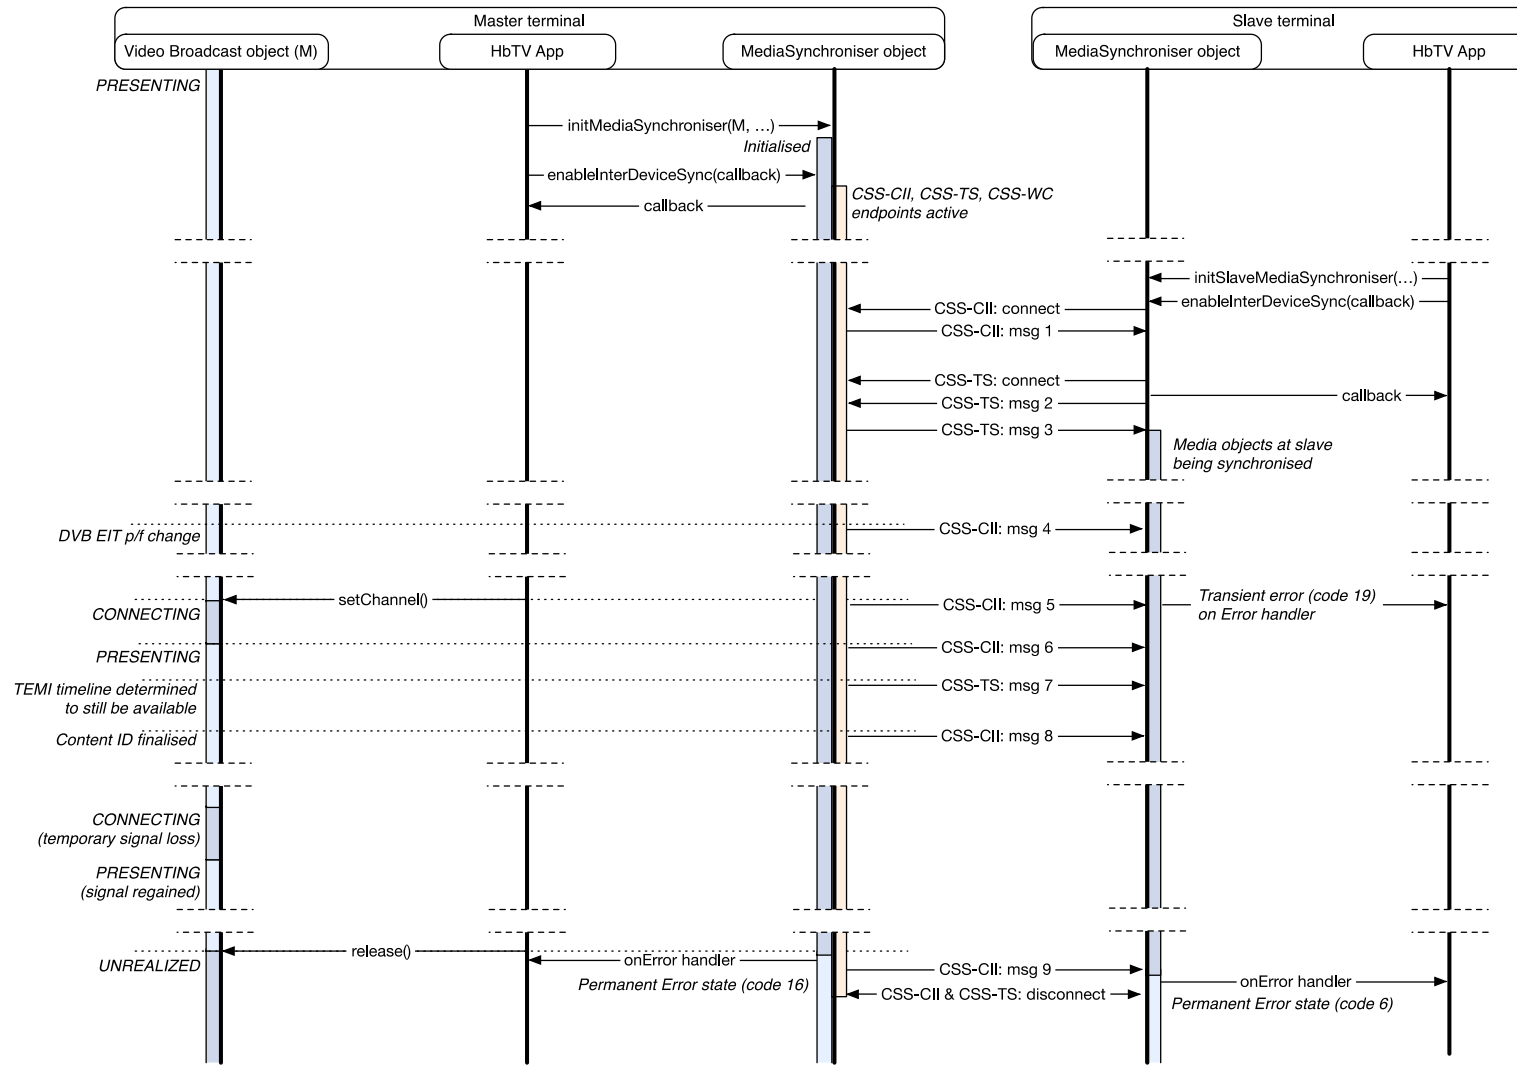 Master terminal
Slave terminal
Video Broadcast object (M)
HbTV App
MediaSynchroniser object
MediaSynchroniser object
HbTV App
PRESENTING
initMediaSynchroniser(M, ...)
Initialised
enableInterDeviceSync(callback)
CSS-CII, CSS-TS, CSS-WC
endpoints active
callback
initSlaveMediaSynchroniser(...)
enableInterDeviceSync(callback)
CSS-CII: connect
CSS-CII: msg 1
CSS-TS: connect
callback
CSS-TS: msg 2
CSS-TS: msg 3
Media objects at slave
being synchronised
DVB EIT p/f change
CSS-CII: msg 4
setChannel()
CONNECTING
CSS-CII: msg 5
Transient error (code 19)
on Error handler
PRESENTING
CSS-CII: msg 6
TEMI timeline determined
to still be available
CSS-TS: msg 7
Content ID finalised
CSS-CII: msg 8
CONNECTING
(temporary signal loss)
PRESENTING
(signal regained)
release()
UNREALIZED
onError handler
Permanent Error state (code 16)
CSS-CII: msg 9
CSS-CII & CSS-TS: disconnect
onError handler
Permanent Error state (code 6)